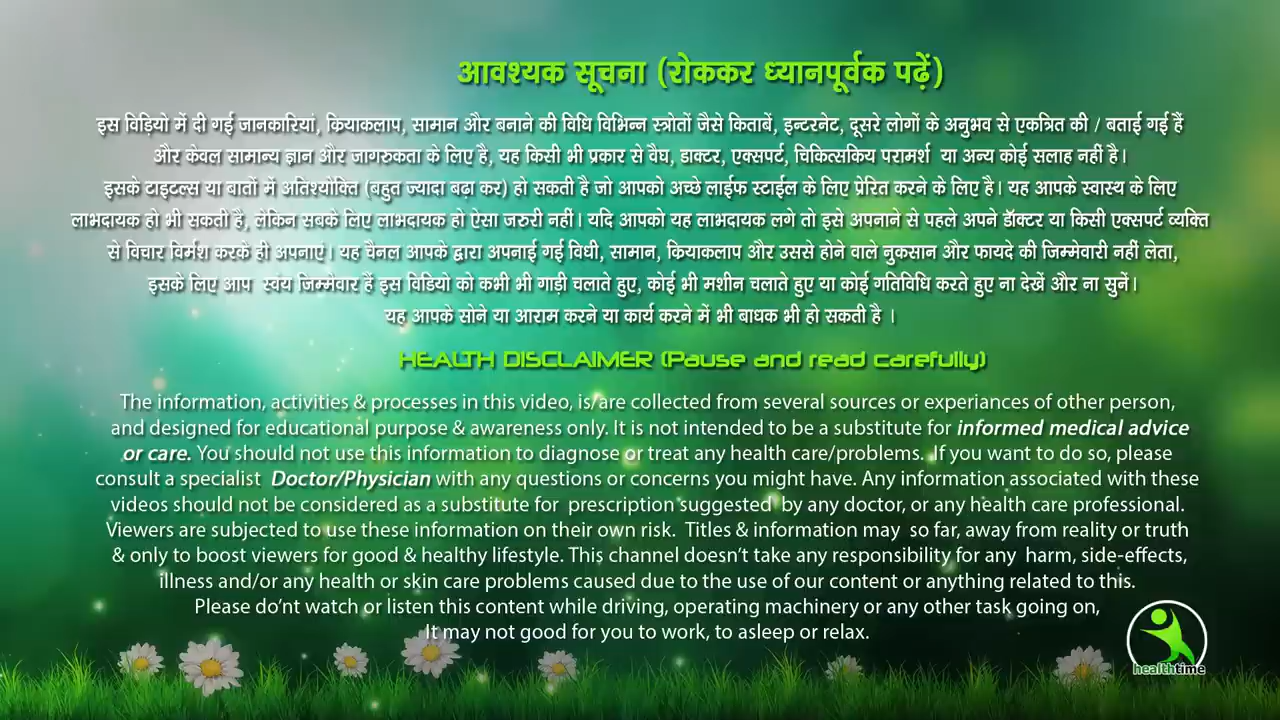 आवश्यक सूचना (रोककर ध्यानपूर्वक पढ़ें)
इस विड़ियो में दी गई जानकारियां, क्रियाकलाप, सामान और बनाने की विधि विभिन्न स्त्रोतों जैसे किताबें, इन्टरनेट, दूसरे लोगों के अनुभव से एकत्रित की / बताई गई हैं
और केवल सामान्य ज्ञान और जागरुकता के लिए है, यह किसी भी प्रकार से वैघ, डाक्टर, एक्सपर्ट, चिकित्सकिय परामर्श या अन्य कोई सलाह नहीं है।
इसके टाइटल्स या बातों में अतिश्योक्ति (बहुत ज्यादा बढ़ा कर) हो सकती है जो आपको अच्छे लाईफ स्टाईल के लिए प्रेरित करने के लिए है। यह आपके स्वास्थ के लिए
लाभदायक हो भी सकती है, लेकिन सबके लिए लाभदायक हो ऐसा जरुरी नहीं। यदि आपको यह लाभदायक लगे तो इसे अपनाने से पहले अपने डॉक्टर या किसी एक्सपर्ट व्यक्ति
से विचार विर्मश करके ही अपनाएं। यह चैनल आपके द्वारा अपनाई गई विधी, सामान, क्रियाकलाप और उससे होने वाले नुकसान और फायदे की जिम्मेवारी नहीं लेता,
इसके लिए आप स्वंय जिम्मेवार हैं इस विडियो को कभी भी गाड़ी चलाते हुए, कोई भी मशीन चलाते हुए या कोई गतिविधि करते हुए ना देखें और ना सुनें।
यह आपके सोने या आराम करने या कार्य करने में भी बाधक भी हो सकती है ।
HEALTH DISCLAIMER (Pause and read carefully)
The information, activities & processes in this video, is/are collected from several sources or experiances of other person,
and designed for educational purpose & awareness only. It is not intended to be a substitute for informed medical advice
or care. You should not use this information to diagnose or treat any health care/problems. If you want to do so, please
consult a specialist Doctor/Physician with any questions or concerns you might have. Any information associated with these
videos should not be considered as a substitute for prescription suggested by any doctor, or any health care professional.
Viewers are subjected to use these information on their own risk. Titles & information may so far, away from reality or truth
& only to boost viewers for good & healthy lifestyle. This channel doesn't take any responsibility for any harm, side-effects,
illness and/or any health or skin care problems caused due to the use of our content or anything related to this.
Please do'nt watch or listen this content while driving, operating machinery or any other task going on,
It may not good for you to work, to asleep or relax.
healthtime